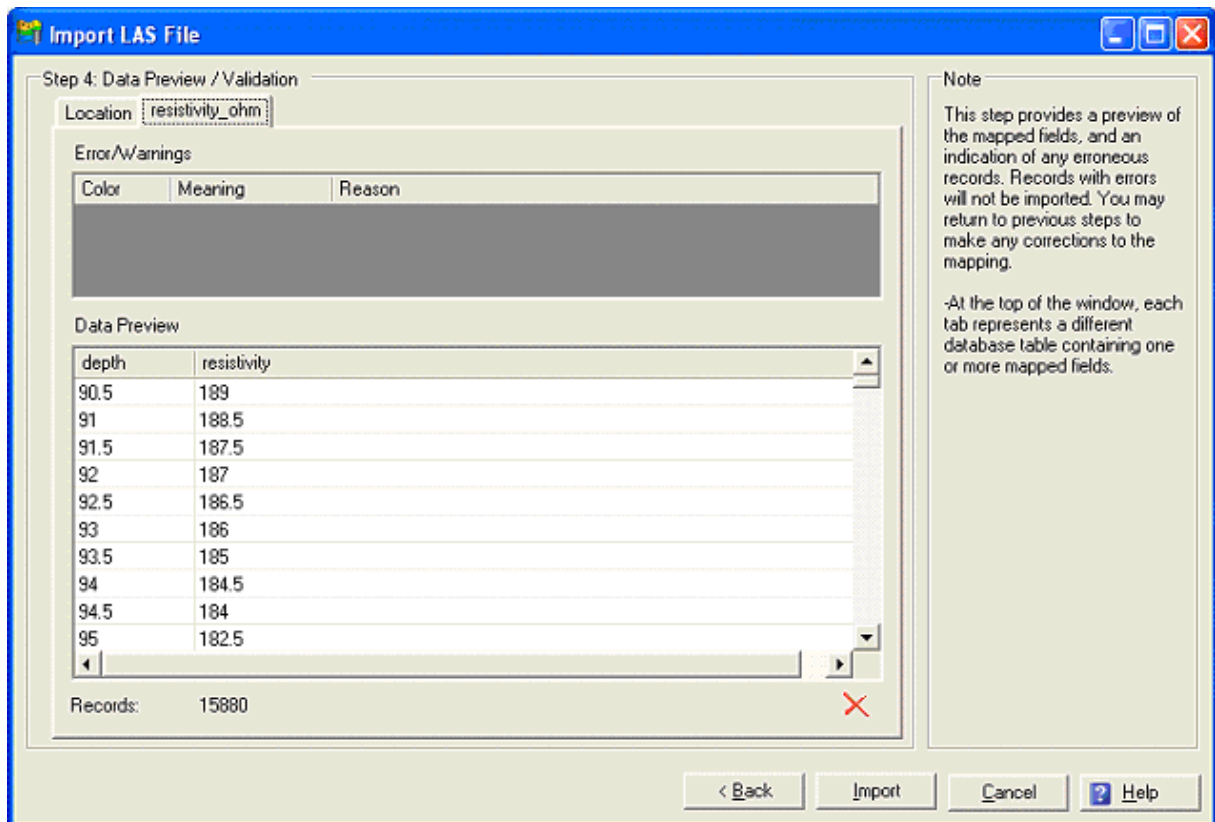 Import LAS File
Step 4: Data Preview / Validation
Location resistivity_ohm
Error/Warnings
Color Meaning Reason
Data Preview
depth resistivity
90.5 189
91 188.5
91.5 187.5
92 187
92.5 186.5
93 186
93.5 185
94 184.5
94.5 184
95 182.5
Records: 15880
Note
This step provides a preview of
the mapped fields, and an
indication of any erroneous
records. Records with errors
will not be imported. You may
return to previous steps to
make any corrections to the
mapping.
-At the top of the window, each
tab represents a different
database table containing one
or more mapped fields.
< Back Import Cancel ? Help